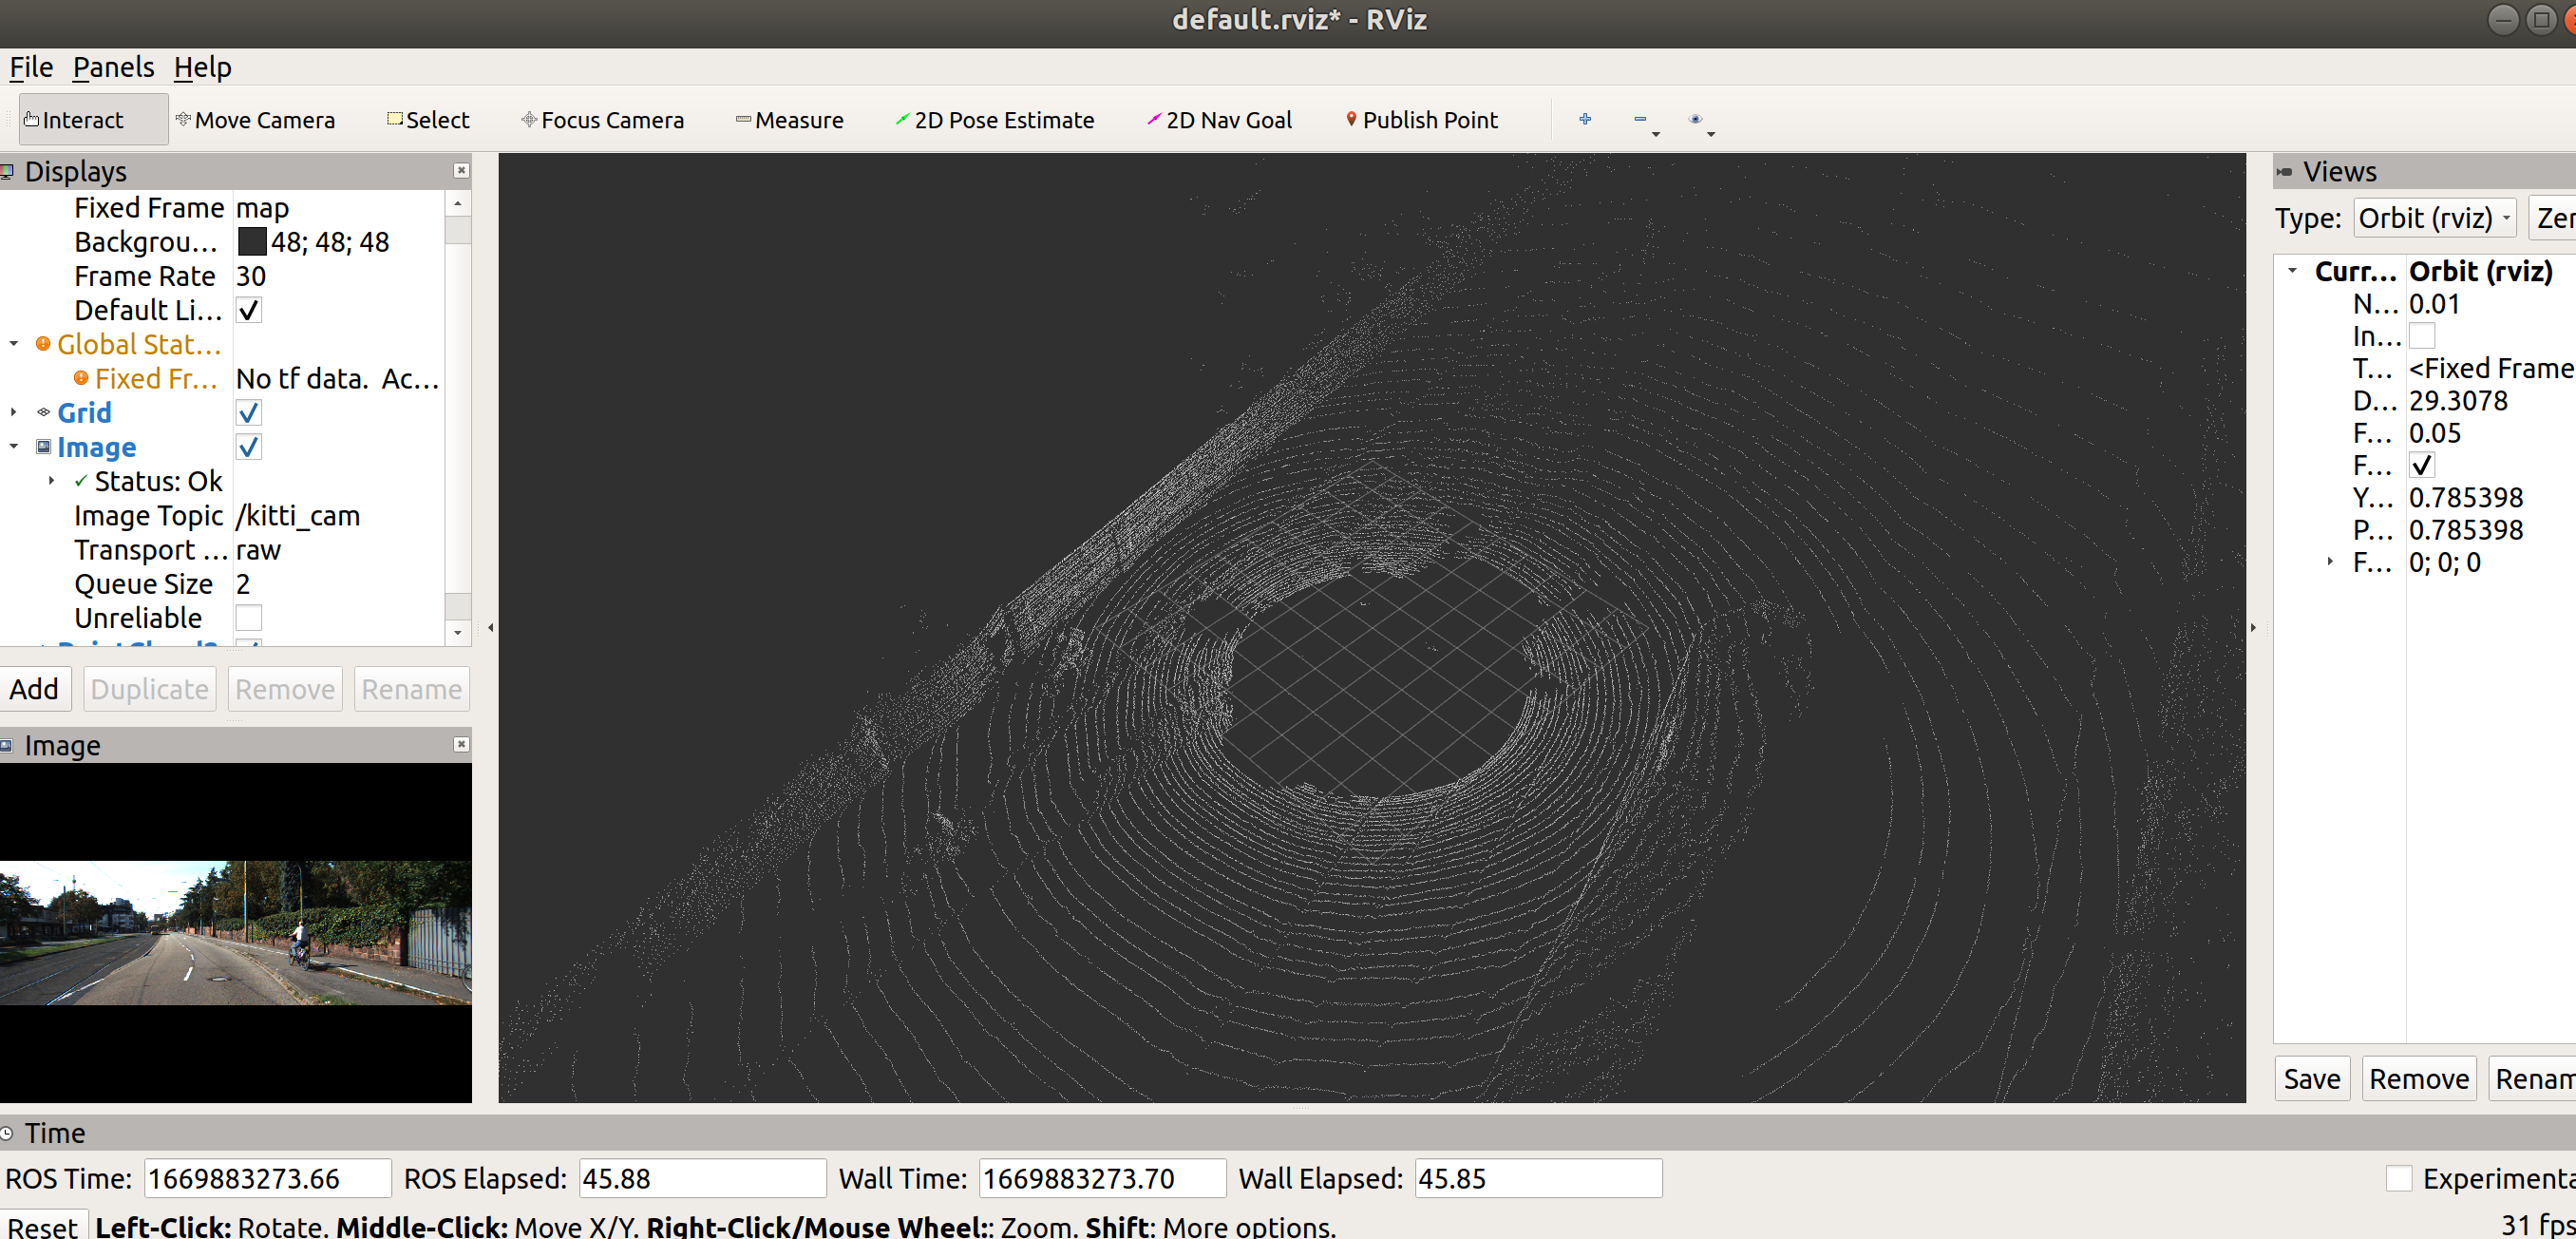 default.rviz* - RViz
File Panels Help
Interact Move Camera Select Focus Camera Measure 2D Pose Estimate 2D Nav Goal Publish Point
Displays
Fixed Frame map
Backgrou... 48; 48; 48
Frame Rate 30
Default Li...
Global Stat...
Fixed Fr... No tf data. Ac...
Grid
Image
Status: Ok
Image Topic /kitti_cam
Transport ... raw
Queue Size 2
Unreliable
Add Duplicate Remove Rename
Image
Views
Type: Orbit (rviz) Zer
Curr... Orbit (rviz)
N... 0.01
In...
T... <Fixed Frame
D... 29.3078
F... 0.05
F...
Y... 0.785398
P... 0.785398
F... 0; 0; 0
Save Remove Renam
Time
ROS Time: 1669883273.66 ROS Elapsed: 45.88 Wall Time: 1669883273.70 Wall Elapsed: 45.85 Experimenta
Reset Left-Click: Rotate. Middle-Click: Move X/Y. Right-Click/Mouse Wheel:: Zoom. Shift: More options. 31 fps